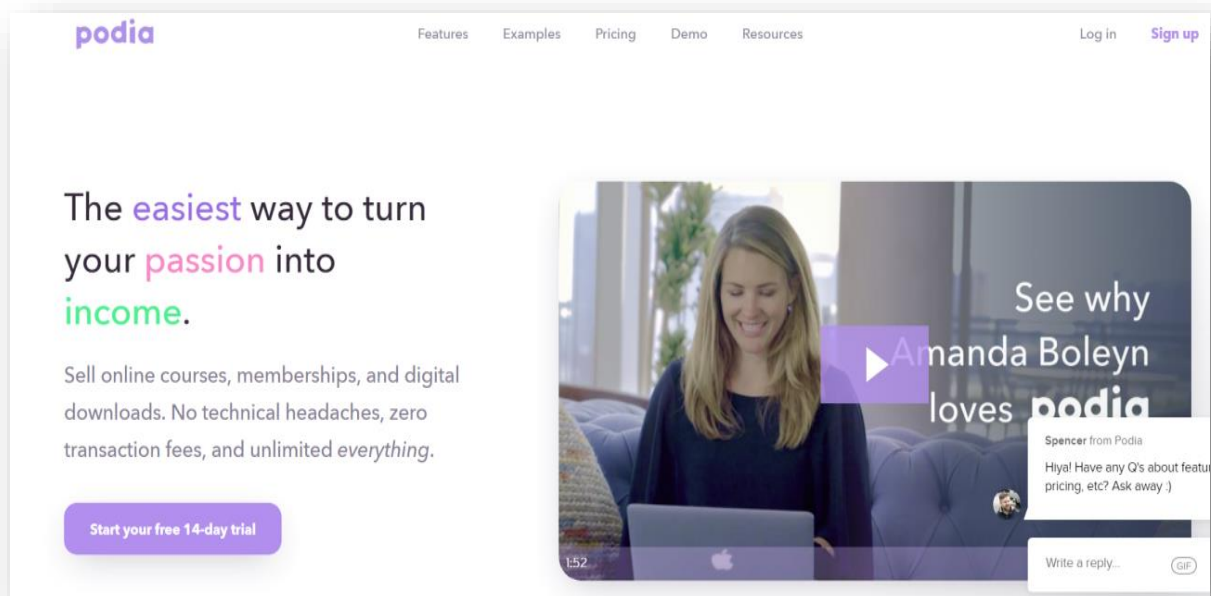 podia
Features Examples Pricing Demo Resources
Log in Sign up
The easiest way to turn
your passion into
income.
Sell online courses, memberships, and digital
downloads. No technical headaches, zero
transaction fees, and unlimited everything.
Start your free 14-day trial
See why
Amanda Boleyn
loves podia
1:52
Spencer from Podia
Hiya! Have any Q's about featur
pricing, etc? Ask away :)
Write a reply...
GIF